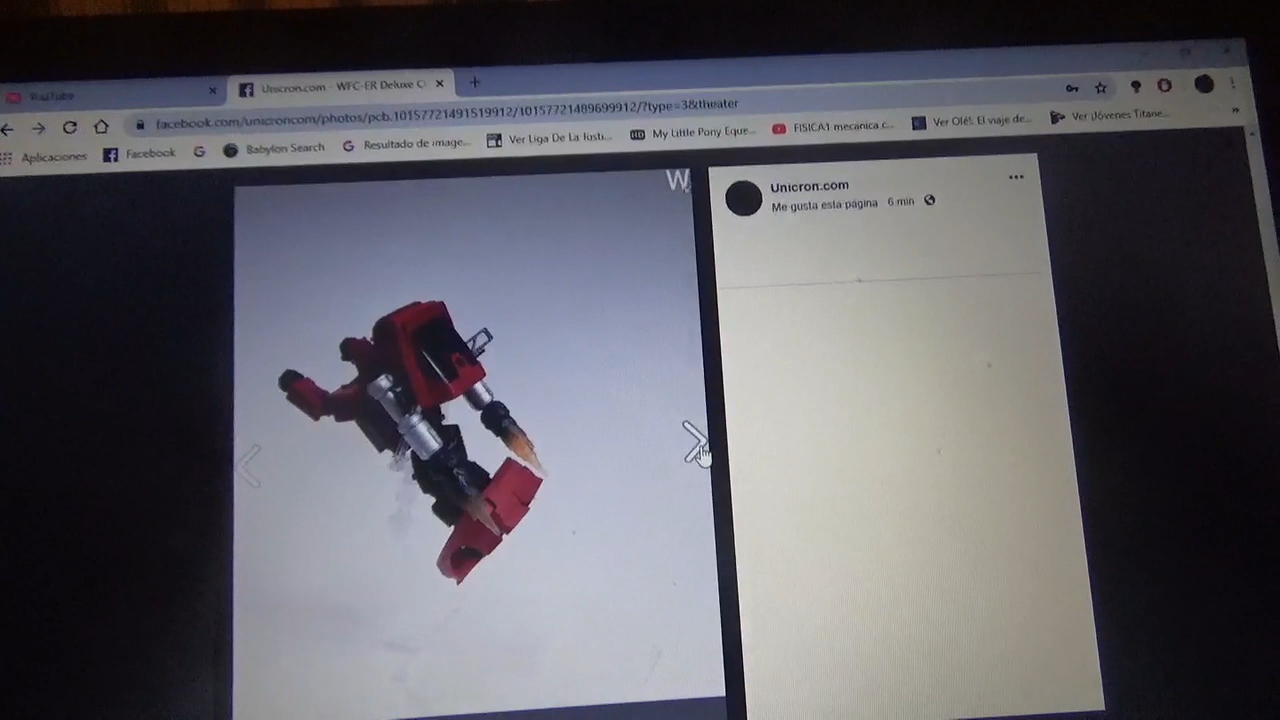 YouTube
Unicron.com - WFC-ER Deluxe C
facebook.com/unicroncom/photos/pcb.10157721491519912/10157721489699912/?type=3&theater
Aplicaciones
Facebook
Babylon Search
Resultado de image...
Ver Liga De La Justi...
My Little Pony Eque...
FISICA1 mecanica c...
Ver Olé!. El viaje de...
Ver ¡Jóvenes Titane...
W
Unicron.com
Me gusta esta página 6 min